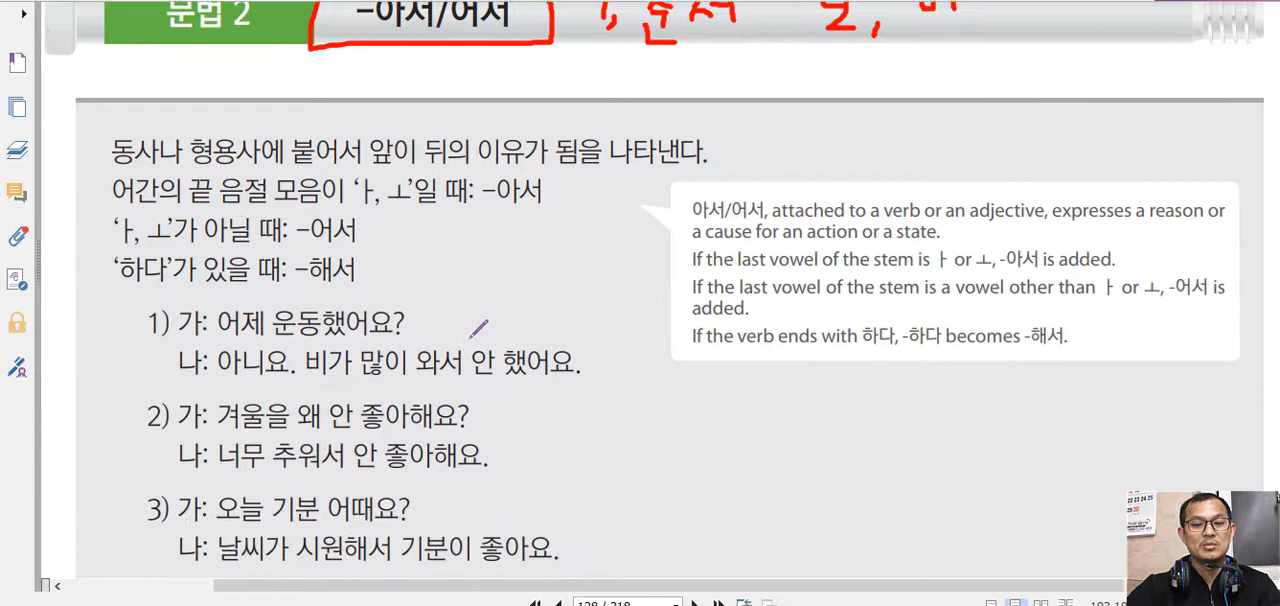 문법 2 -아서/어서 1, 순서
동사나 형용사에 붙어서 앞이 뒤의 이유가 됨을 나타낸다.
어간의 끝 음절 모음이 ‘ㅏ, ㅗ’일 때: -아서
‘ㅏ, ㅗ’가 아닐 때: -어서
‘하다’가 있을 때: -해서
1) 가: 어제 운동했어요?
나: 아니요. 비가 많이 와서 안 했어요.
2) 가: 겨울을 왜 안 좋아해요?
나: 너무 추워서 안 좋아해요.
3) 가: 오늘 기분 어때요?
나: 날씨가 시원해서 기분이 좋아요.
아서/어서, attached to a verb or an adjective, expresses a reason or
a cause for an action or a state.
If the last vowel of the stem is ㅏ or ㅗ, -아서 is added.
If the last vowel of the stem is a vowel other than ㅏ or ㅗ, -어서 is
added.
If the verb ends with 하다, -하다 becomes -해서.
128 / 318